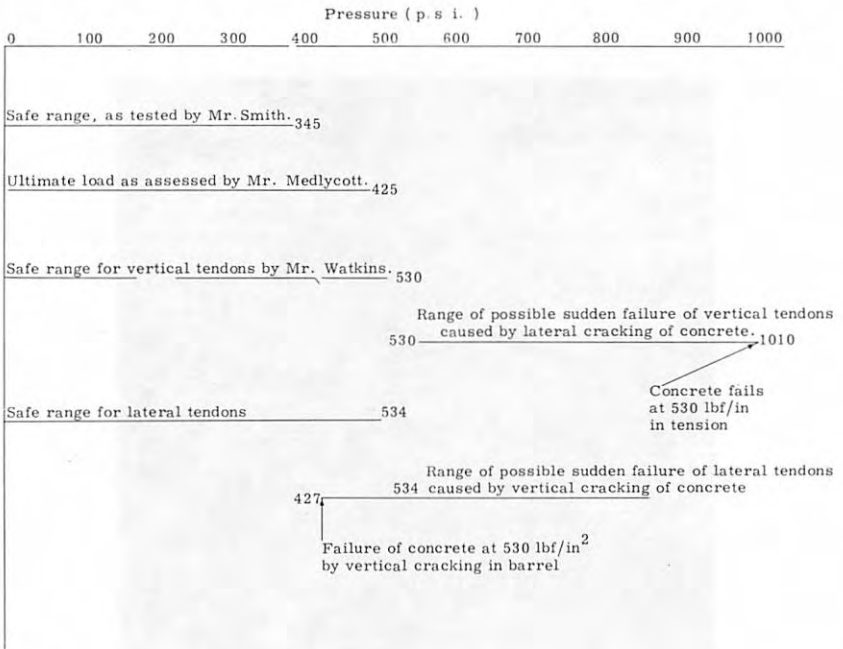 Pressure ( p. s i. )
0 100 200 300 400 500 600 700 800 900 1000
Safe range, as tested by Mr. Smith.
345
Ultimate load as assessed by Mr. Medlycott.
425
Safe range for vertical tendons by Mr. Watkins.
530
Range of possible sudden failure of vertical tendons
caused by lateral cracking of concrete.
530
1010
Concrete fails
at 530 lbf/in
in tension
Safe range for lateral tendons
534
Range of possible sudden failure of lateral tendons
534 caused by vertical cracking of concrete
427
Failure of concrete at 530 lbf/in²
by vertical cracking in barrel